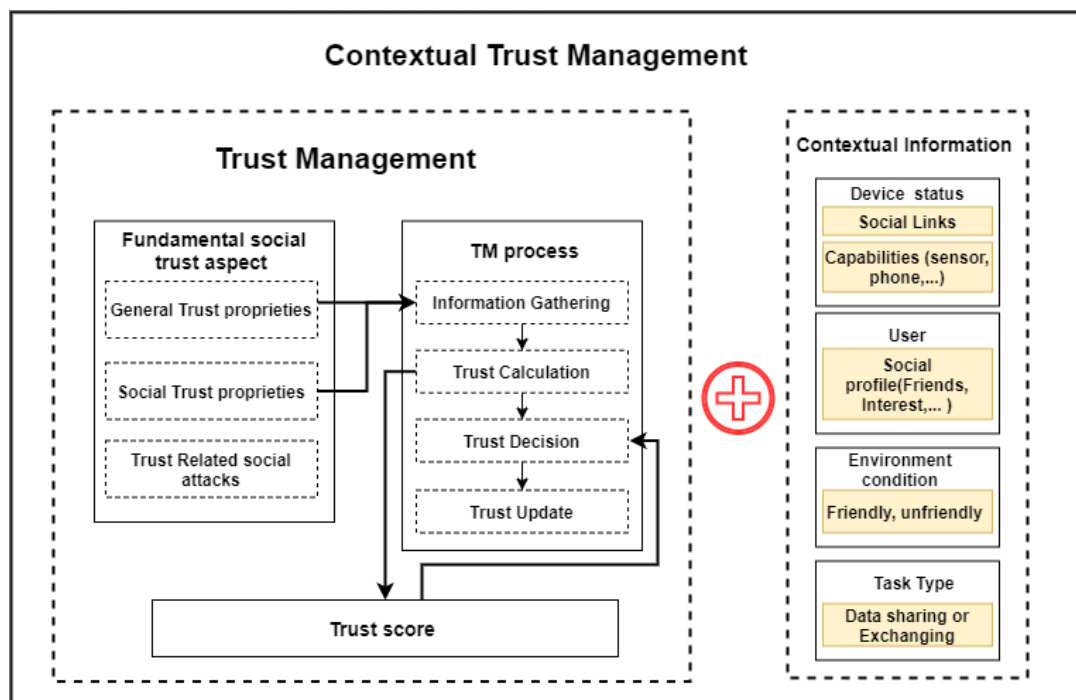 Contextual Trust Management
Trust Management
Fundamental social
trust aspect
General Trust proprieties
Social Trust proprieties
Trust Related social
attacks
TM process
Information Gathering
Trust Calculation
Trust Decision
Trust Update
Trust score
Contextual Information
Device status
Social Links
Capabilities (sensor,
phone,...)
User
Social
profile(Friends,
Interest,... )
Environment
condition
Friendly, unfriendly
Task Type
Data sharing or
Exchanging